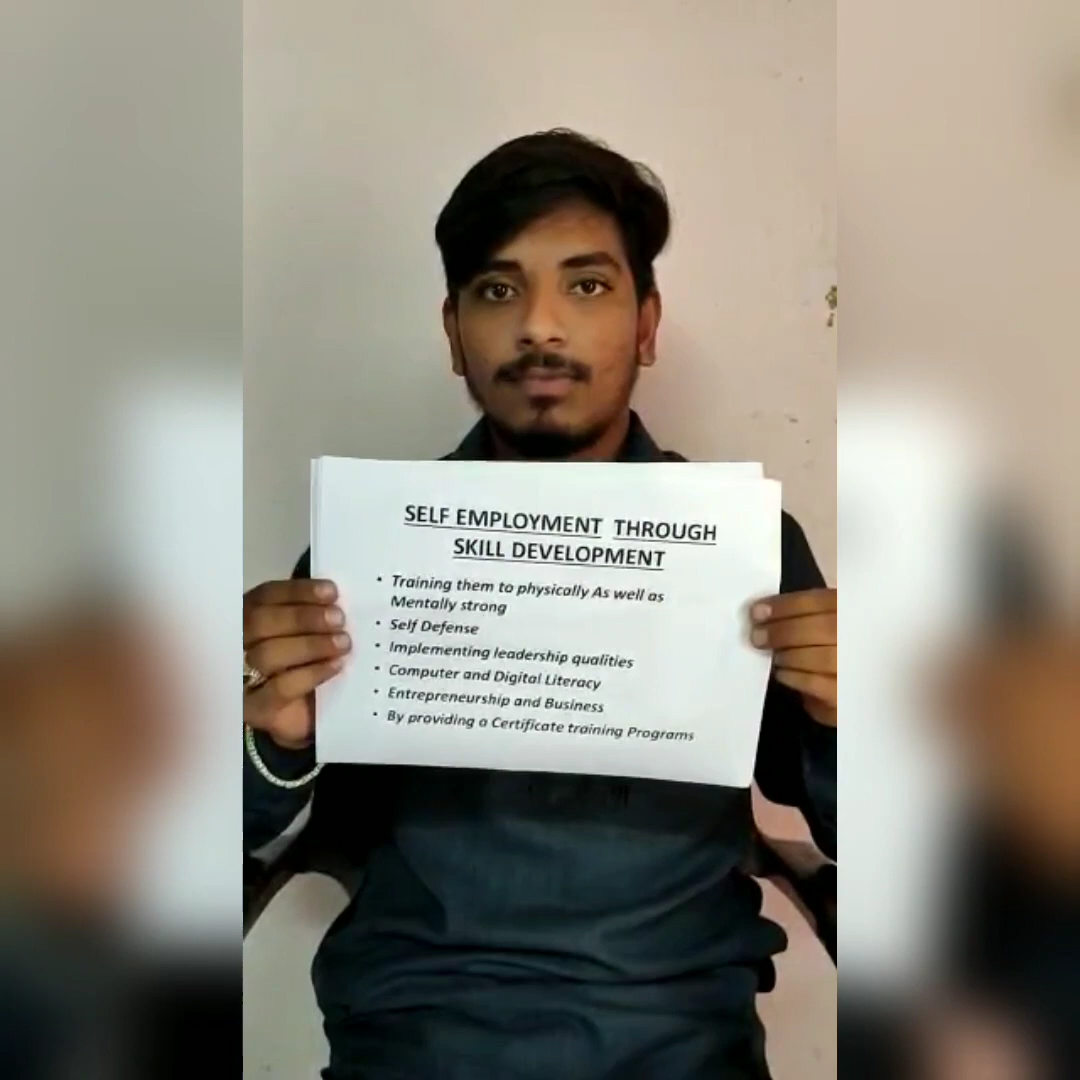 SELF EMPLOYMENT THROUGH
SKILL DEVELOPMENT
• Training them to physically As well as
Mentally strong
• Self Defense
• Implementing leadership qualities
• Computer and Digital Literacy
• Entrepreneurship and Business
• By providing a Certificate training Programs